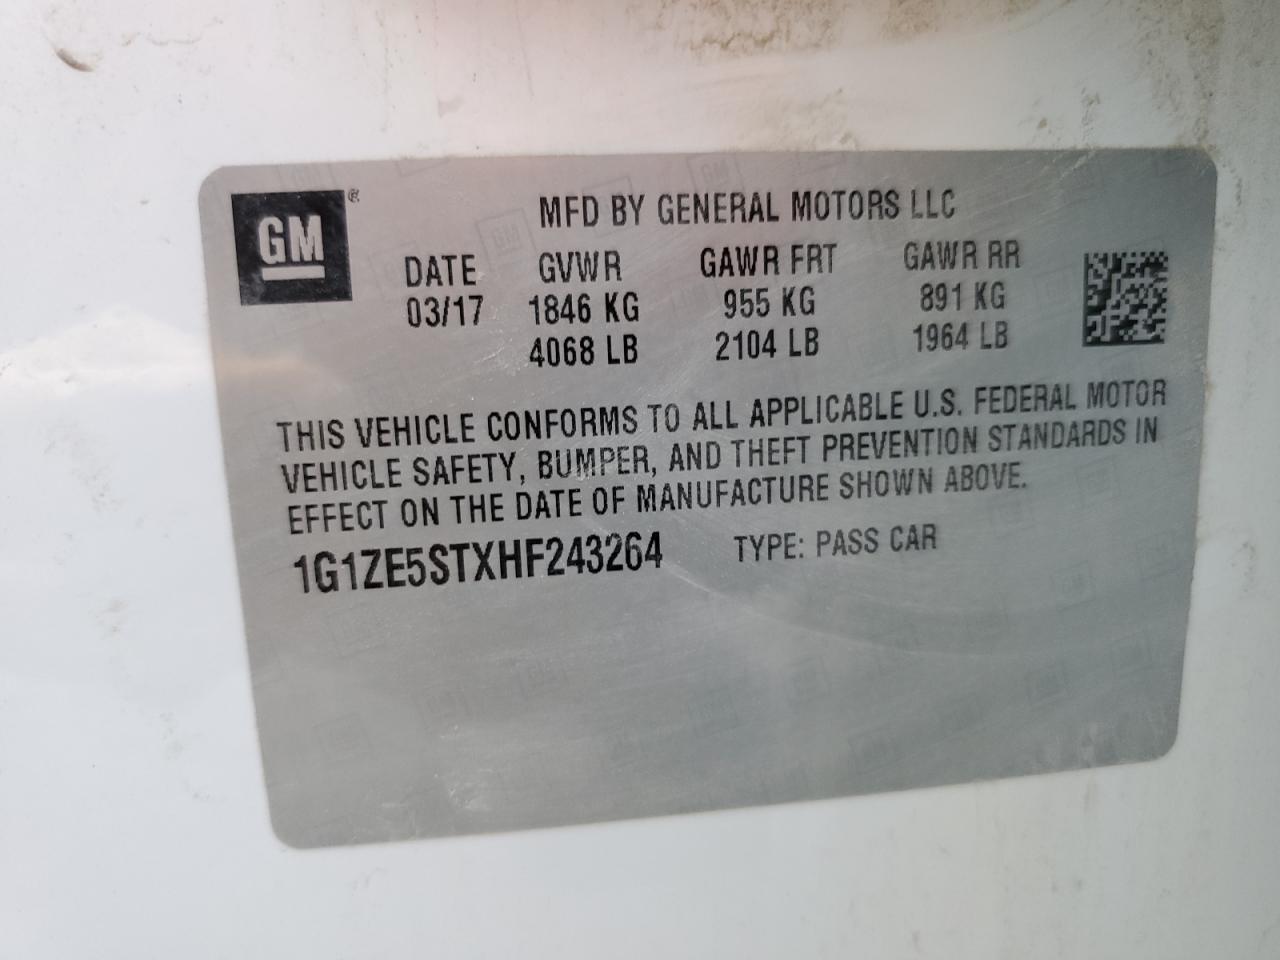 GM ®
MFD BY GENERAL MOTORS LLC
DATE GVWR GAWR FRT GAWR RR
03/17 1846 KG 955 KG 891 KG
4068 LB 2104 LB 1964 LB
THIS VEHICLE CONFORMS TO ALL APPLICABLE U.S. FEDERAL MOTOR
VEHICLE SAFETY, BUMPER, AND THEFT PREVENTION STANDARDS IN
EFFECT ON THE DATE OF MANUFACTURE SHOWN ABOVE.
1G1ZE5STXHF243264 TYPE: PASS CAR